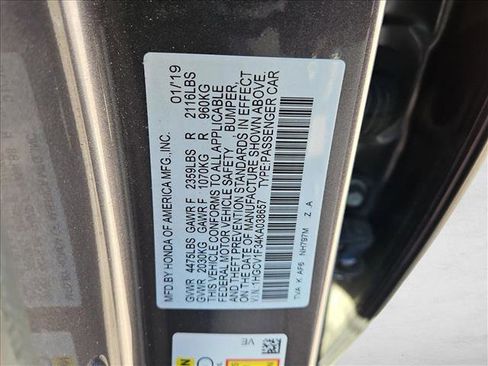 MFD. BY HONDA OF AMERICA MFG., INC. 01/19
GVWR 4475LBS GAWR F 2359LBS R 2116LBS
GVWR 2030KG GAWR F 1070KG R 960KG
THIS VEHICLE CONFORMS TO ALL APPLICABLE
FEDERAL MOTOR VEHICLE SAFETY, BUMPER,
AND THEFT PREVENTION STANDARDS IN EFFECT
ON THE DATE OF MANUFACTURE SHOWN ABOVE.
V.I.N.:1HGCV1F34KA038657 TYPE:PASSENGER CAR
TVA K AF6 NH797M Z A
VE